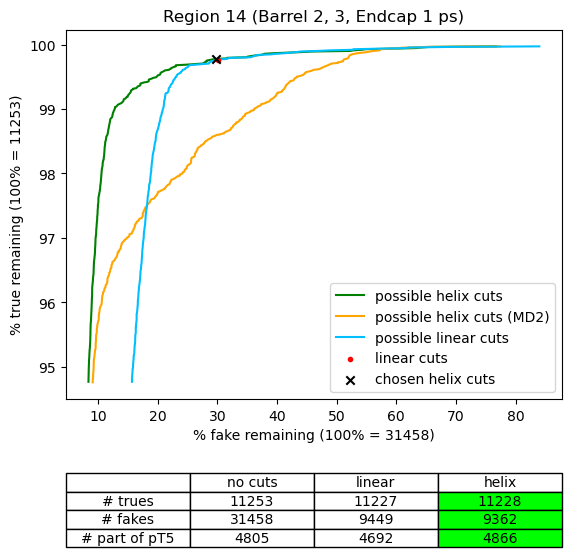 Region 14 (Barrel 2, 3, Endcap 1 ps)
% true remaining (100% = 11253)
100
99
98
97
96
95
possible helix cuts
possible helix cuts (MD2)
possible linear cuts
linear cuts
chosen helix cuts
10 20 30 40 50 60 70 80
% fake remaining (100% = 31458)
no cuts linear helix
# trues 11253 11227 11228
# fakes 31458 9449 9362
# part of pT5 4805 4692 4866